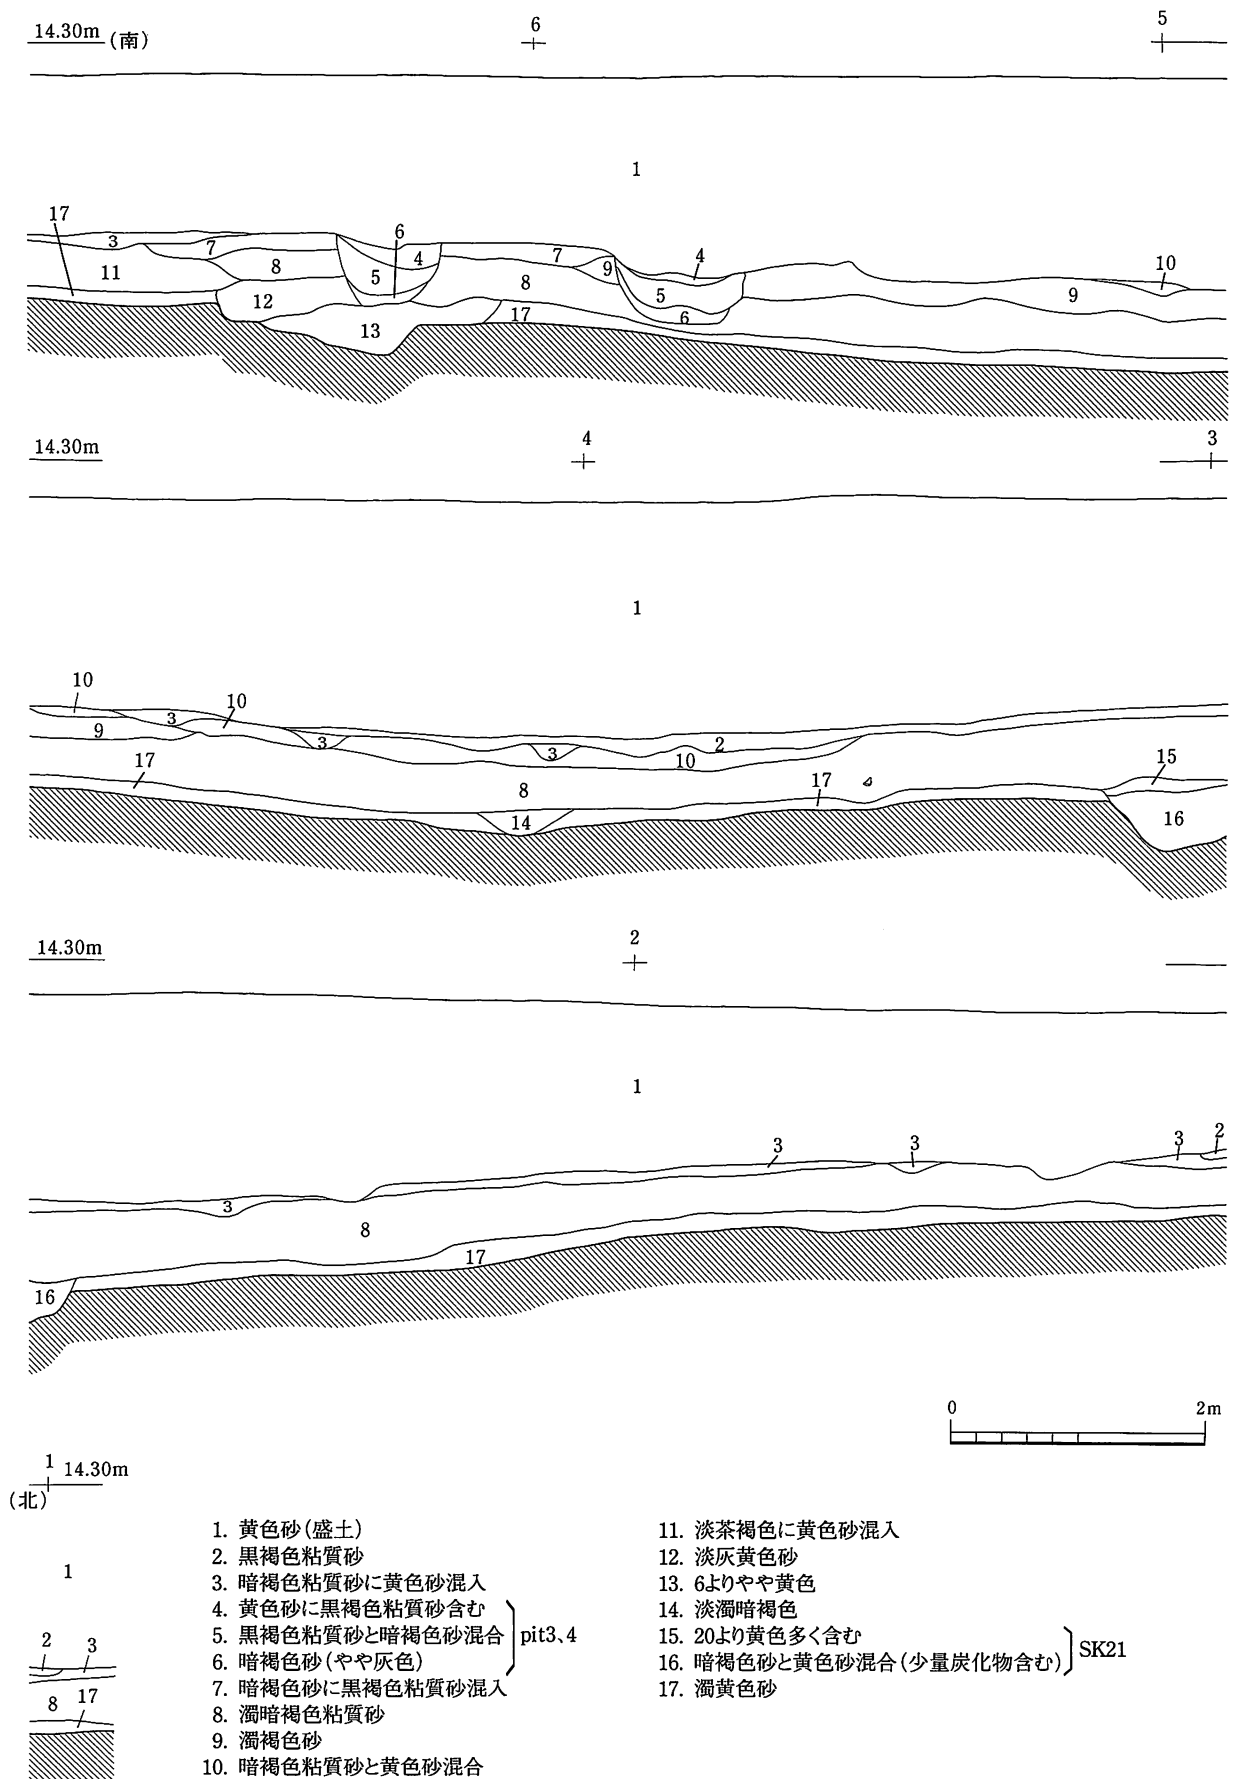 14.30m (南)
6
5
1
17
3
7
11
8
12
13
6
4
5
7
9
8
17
4
5
6
10
9
14.30m
4
3
1
10
10
3
9
3
3
2
10
17
8
17
15
14
16
14.30m
2
1
3
3
3
2
3
8
17
16
0
2m
1 14.30m
(北)
1
2
3
8
17
1. 黄色砂(盛土)
2. 黒褐色粘質砂
3. 暗褐色粘質砂に黄色砂混入
4. 黄色砂に黒褐色粘質砂含む
5. 黒褐色粘質砂と暗褐色砂混合
6. 暗褐色砂(やや灰色)
pit3、4
7. 暗褐色砂に黒褐色粘質砂混入
8. 濁暗褐色粘質砂
9. 濁褐色砂
10. 暗褐色粘質砂と黄色砂混合
11. 淡茶褐色に黄色砂混入
12. 淡灰黄色砂
13. 6よりやや黄色
14. 淡濁暗褐色
15. 20より黄色多く含む
16. 暗褐色砂と黄色砂混合(少量炭化物含む)
SK21
17. 濁黄色砂